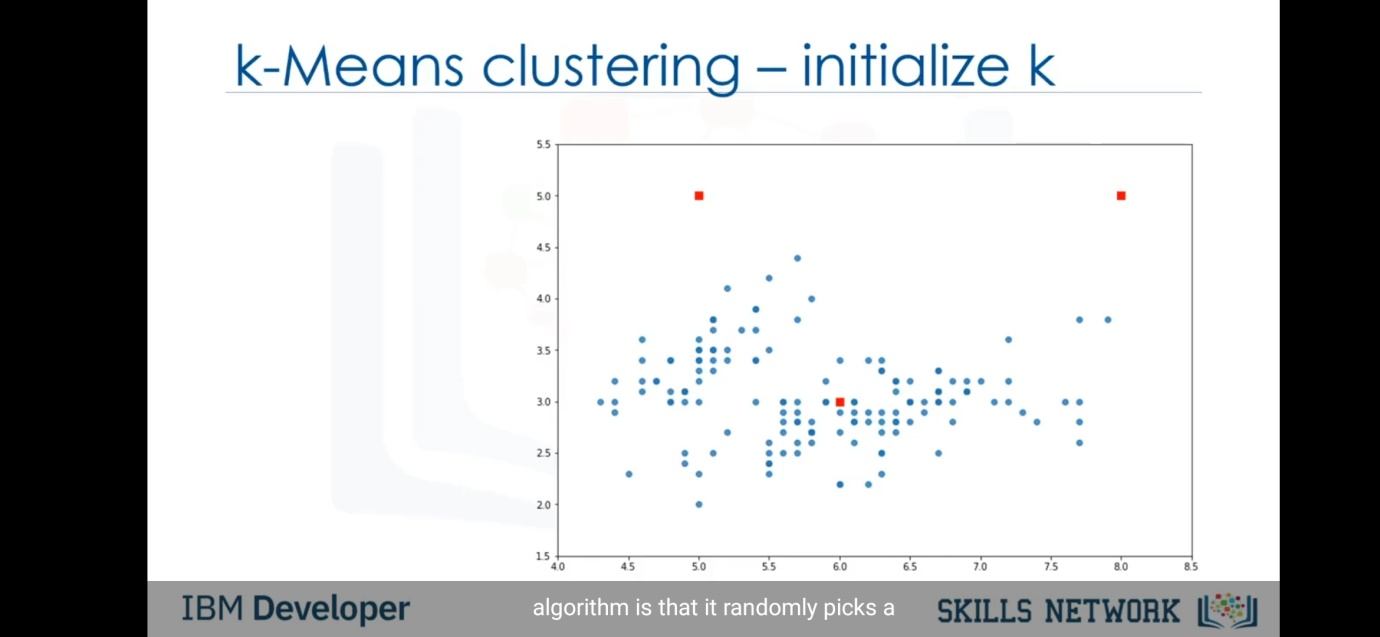 k-Means clustering – initialize k
5.5
5.0
4.5
4.0
3.5
3.0
2.5
2.0
1.5
4.0 4.5 5.0 5.5 6.0 6.5 7.0 7.5 8.0 8.5
IBM Developer
algorithm is that it randomly picks a
SKILLS NETWORK